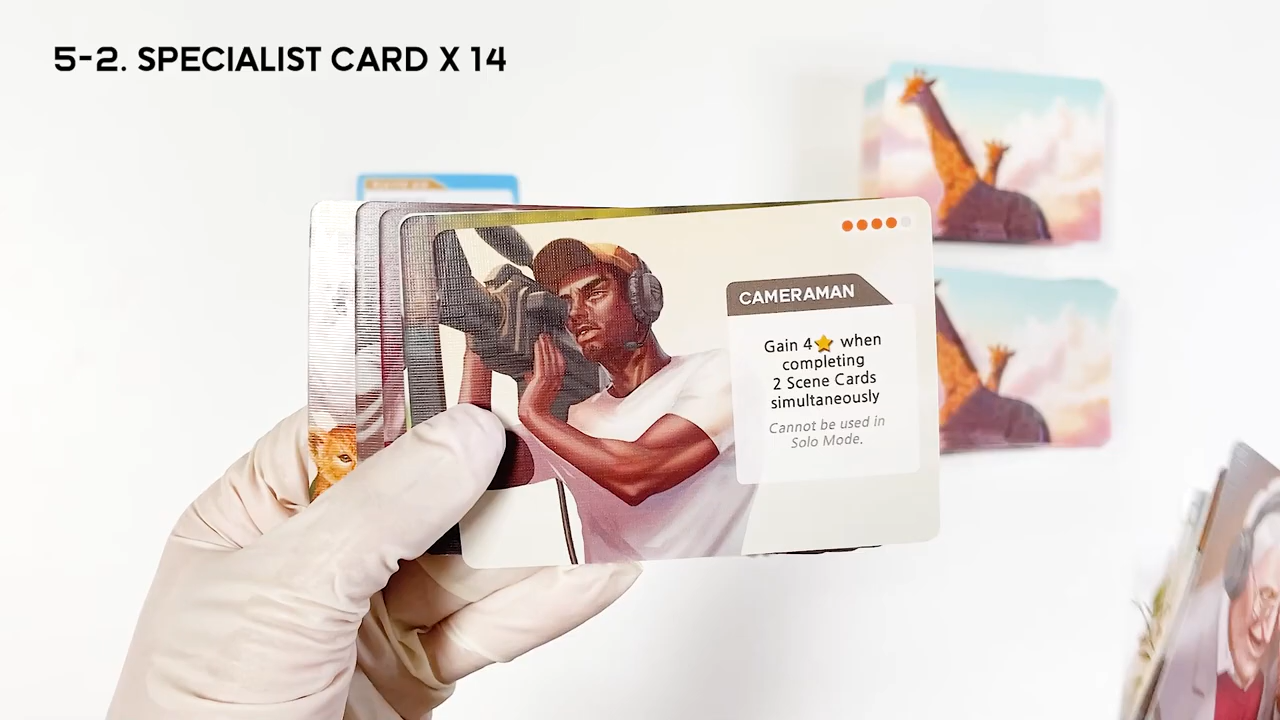 5-2. SPECIALIST CARD X 14
CAMERAMAN
Gain 4⭐ when
completing
2 Scene Cards
simultaneously
Cannot be used in
Solo Mode.